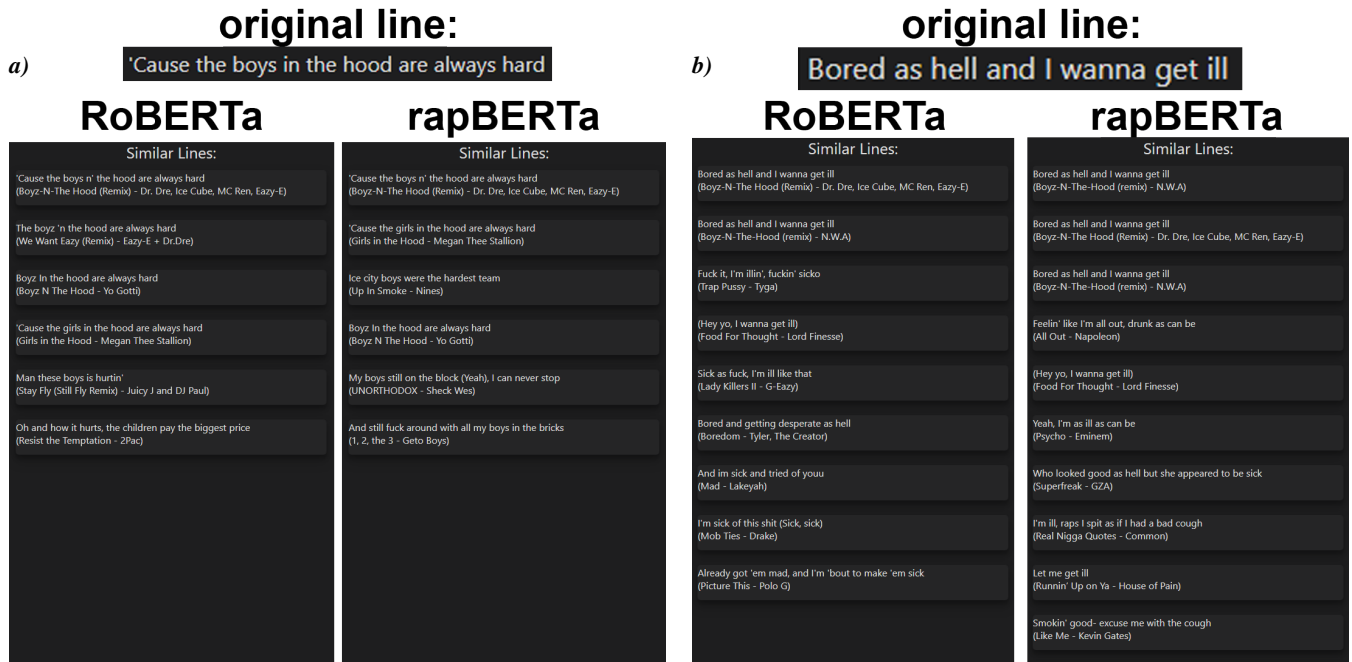 original line:
a)
'Cause the boys in the hood are always hard
RoBERTa
rapBERTa
Similar Lines:
'Cause the boys n' the hood are always hard
(Boyz-N-The Hood (Remix) - Dr. Dre, Ice Cube, MC Ren, Eazy-E)
The boyz 'n the hood are always hard
(We Want Eazy (Remix) - Eazy-E + Dr.Dre)
Boyz In the hood are always hard
(Boyz N The Hood - Yo Gotti)
'Cause the girls in the hood are always hard
(Girls in the Hood - Megan Thee Stallion)
Man these boys is hurtin'
(Stay Fly (Still Fly Remix) - Juicy J and DJ Paul)
Oh and how it hurts, the children pay the biggest price
(Resist the Temptation - 2Pac)
Similar Lines:
'Cause the boys n' the hood are always hard
(Boyz-N-The Hood (Remix) - Dr. Dre, Ice Cube, MC Ren, Eazy-E)
'Cause the girls in the hood are always hard
(Girls in the Hood - Megan Thee Stallion)
Ice city boys were the hardest team
(Up In Smoke - Nines)
Boyz In the hood are always hard
(Boyz N The Hood - Yo Gotti)
My boys still on the block (Yeah), I can never stop
(UNORTHODOX - Sheck Wes)
And still fuck around with all my boys in the bricks
(1, 2, the 3 - Geto Boys)
original line:
b)
Bored as hell and I wanna get ill
RoBERTa
rapBERTa
Similar Lines:
Bored as hell and I wanna get ill
(Boyz-N-The Hood (Remix) - Dr. Dre, Ice Cube, MC Ren, Eazy-E)
Bored as hell and I wanna get ill
(Boyz-N-The-Hood (remix) - N.W.A)
Fuck it, I'm illin', fuckin' sicko
(Trap Pussy - Tyga)
(Hey yo, I wanna get ill)
(Food For Thought - Lord Finesse)
Sick as fuck, I'm ill like that
(Lady Killers II - G-Eazy)
Bored and getting desperate as hell
(Boredom - Tyler, The Creator)
And im sick and tried of youu
(Mad - Lakeyah)
I'm sick of this shit (Sick, sick)
(Mob Ties - Drake)
Already got 'em mad, and I'm 'bout to make 'em sick
(Picture This - Polo G)
Similar Lines:
Bored as hell and I wanna get ill
(Boyz-N-The-Hood (remix) - N.W.A)
Bored as hell and I wanna get ill
(Boyz-N-The Hood (Remix) - Dr. Dre, Ice Cube, MC Ren, Eazy-E)
Bored as hell and I wanna get ill
(Boyz-N-The-Hood (remix) - N.W.A)
Feelin' like I'm all out, drunk as can be
(All Out - Napoleon)
(Hey yo, I wanna get ill)
(Food For Thought - Lord Finesse)
Yeah, I'm as ill as can be
(Psycho - Eminem)
Who looked good as hell but she appeared to be sick
(Superfreak - GZA)
I'm ill, raps I spit as if I had a bad cough
(Real Nigga Quotes - Common)
Let me get ill
(Runnin' Up on Ya - House of Pain)
Smokin' good- excuse me with the cough
(Like Me - Kevin Gates)